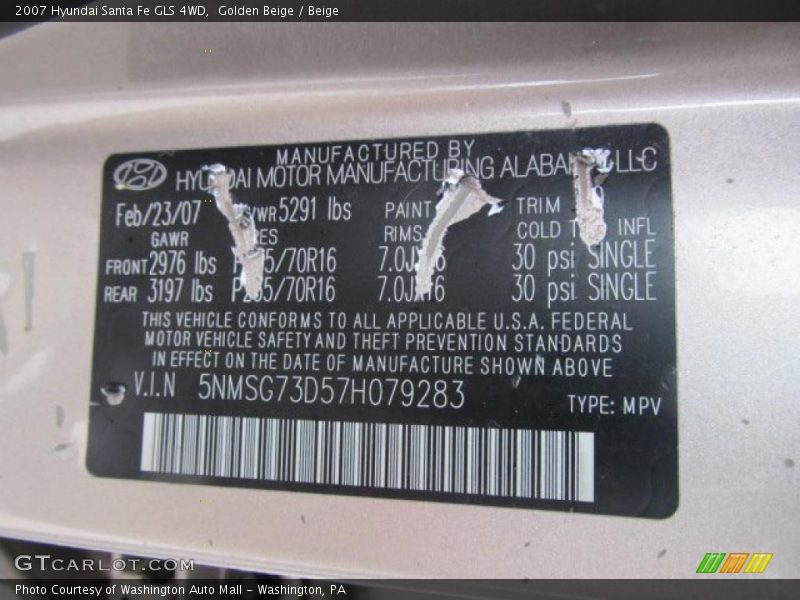 2007 Hyundai Santa Fe GLS 4WD, Golden Beige / Beige
MANUFACTURED BY
MOTOR MANUFACTURING LLC
Feb/23/07 5291 lbs PAINT TRIM
GAWR RIMS COLD INFL
FRONT 2976 lbs 30 psi SINGLE
REAR 3197 lbs 30 psi SINGLE
THIS VEHICLE CONFORMS TO ALL APPLICABLE U.S.A. FEDERAL
MOTOR VEHICLE SAFETY AND THEFT PREVENTION STANDARDS
IN EFFECT ON THE DATE OF MANUFACTURE SHOWN ABOVE
V.I.N 5NMSG73D57H079283
TYPE: MPV
GTCARLOT.COM
Photo Courtesy of Washington Auto Mall - Washington, PA